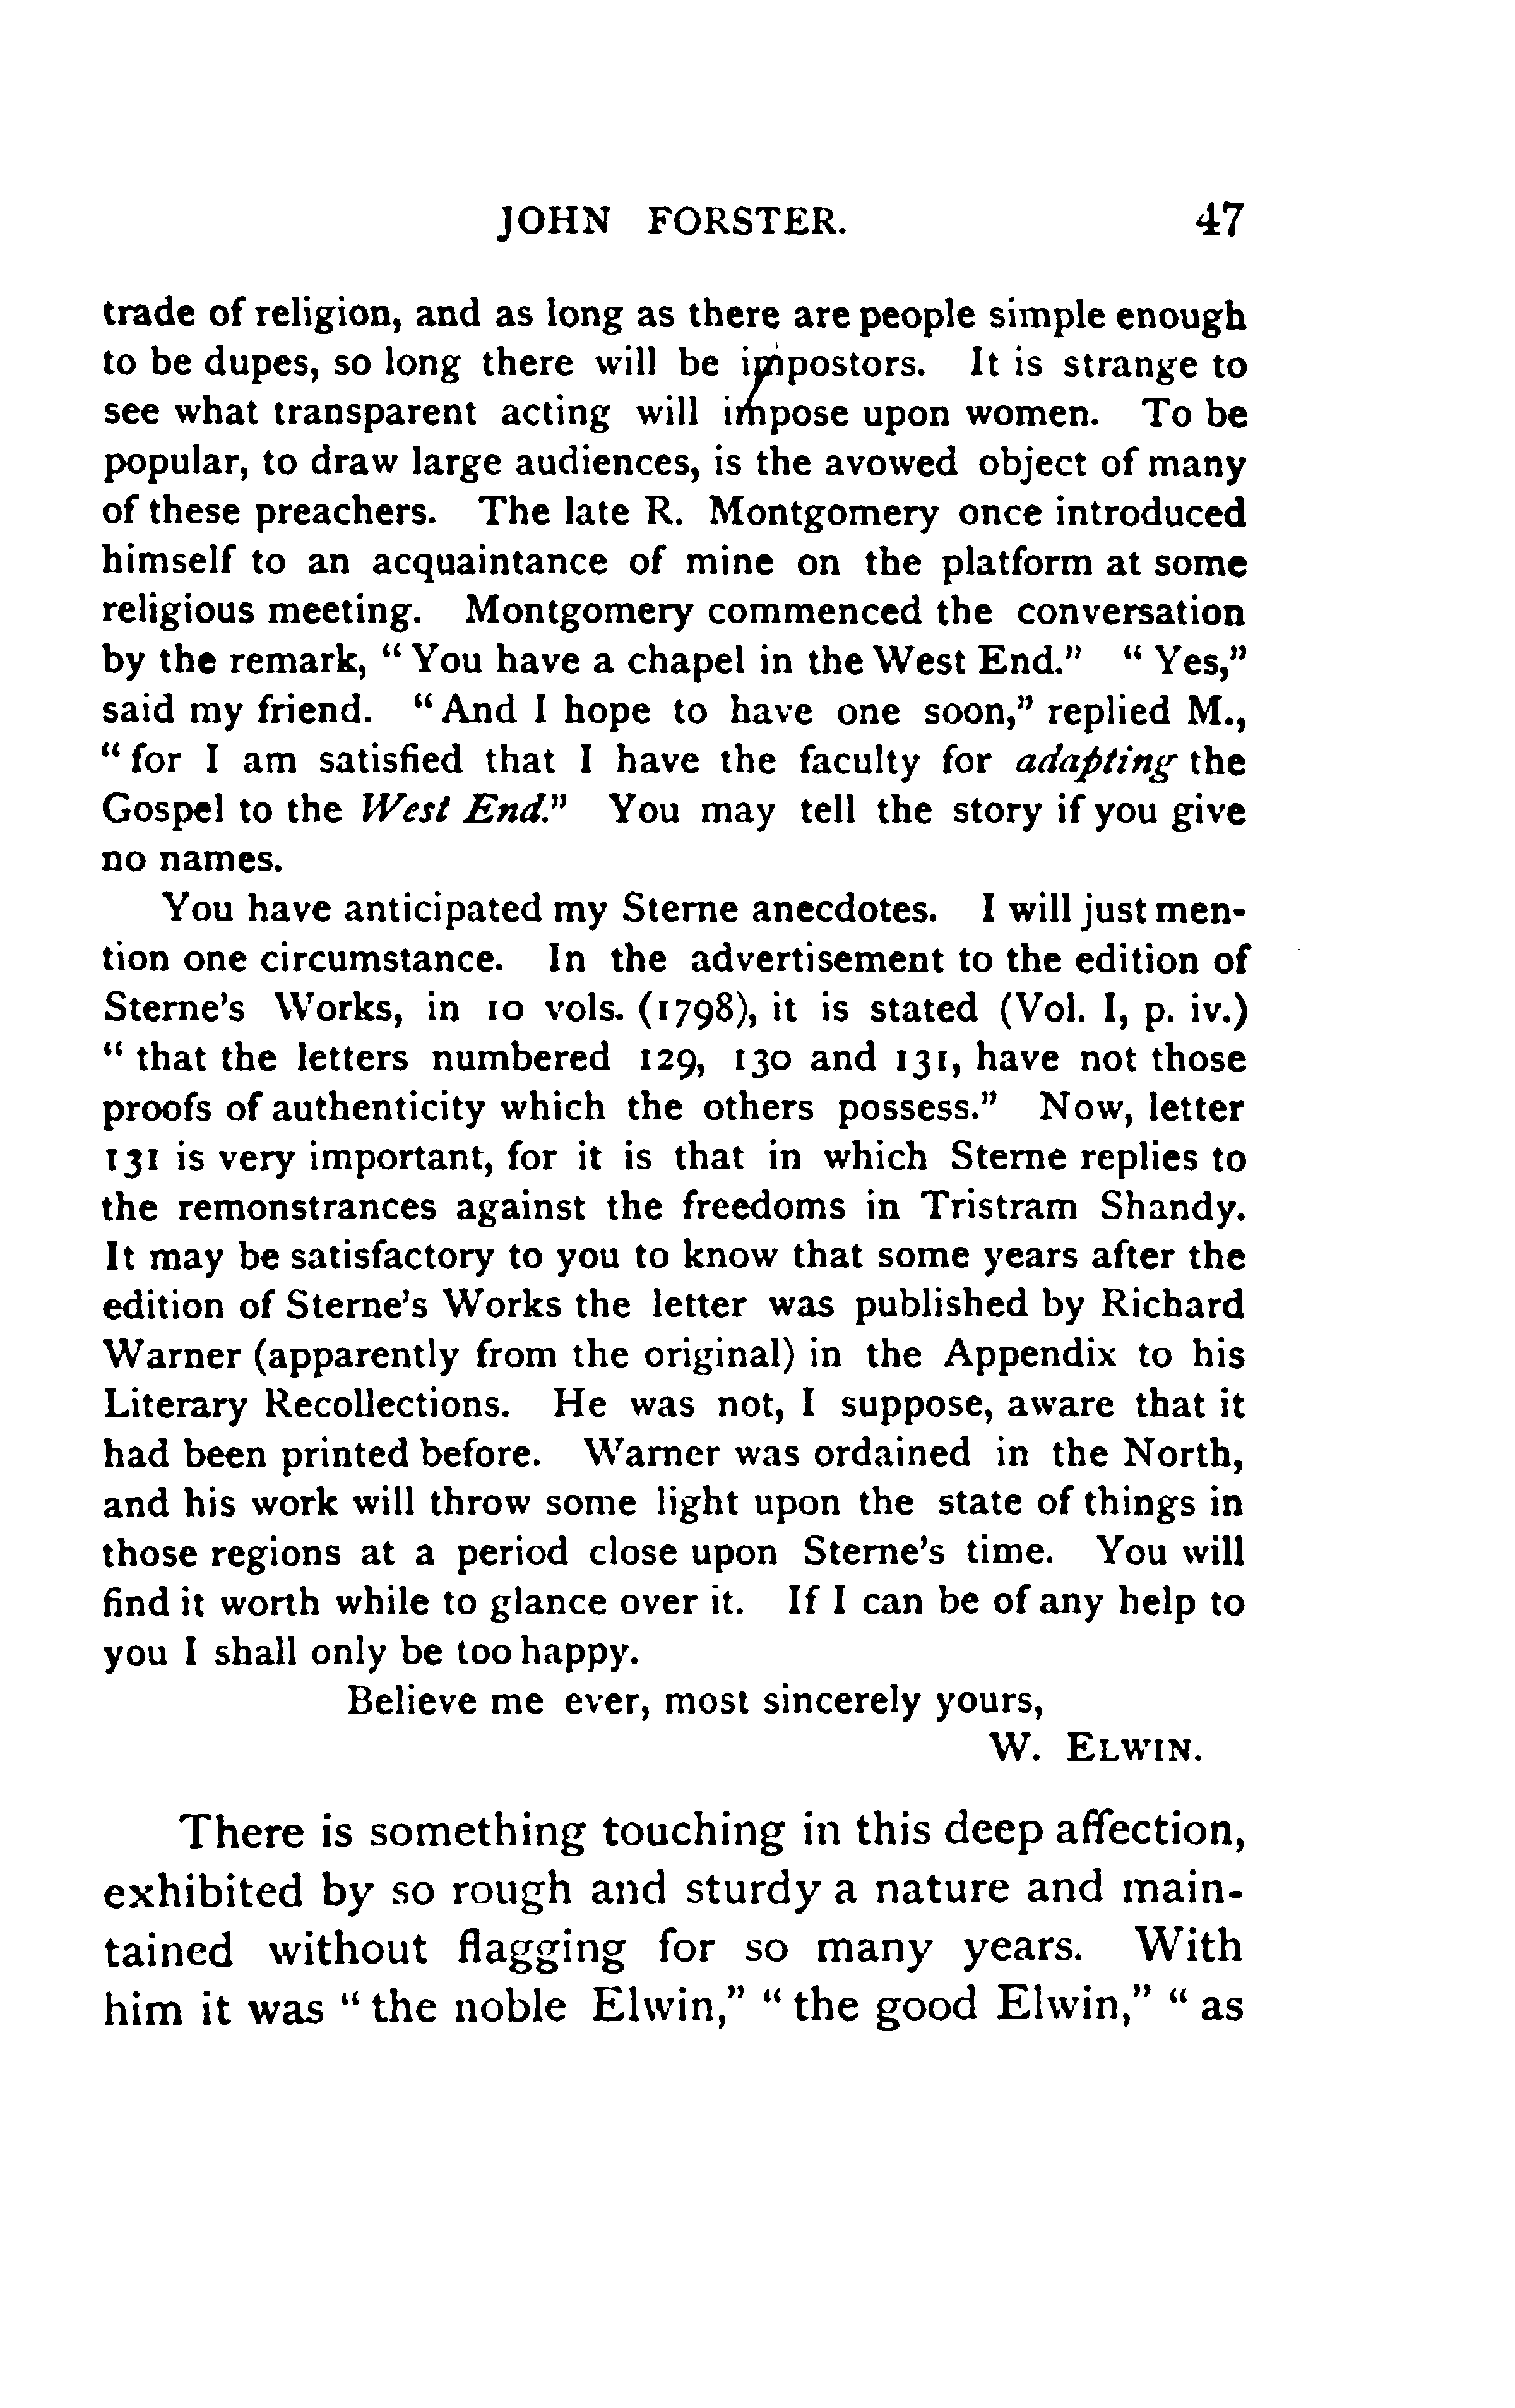 JOHN FORSTER. 47
trade of religion, and as long as there are people simple enough
to be dupes, so long there will be impostors. It is strange to
see what transparent acting will impose upon women. To be
popular, to draw large audiences, is the avowed object of many
of these preachers. The late R. Montgomery once introduced
himself to an acquaintance of mine on the platform at some
religious meeting. Montgomery commenced the conversation
by the remark, “You have a chapel in the West End.” “Yes,”
said my friend. “And I hope to have one soon,” replied M.,
“for I am satisfied that I have the faculty for adapting the
Gospel to the West End.” You may tell the story if you give
no names.
You have anticipated my Sterne anecdotes. I will just men-
tion one circumstance. In the advertisement to the edition of
Sterne’s Works, in 10 vols. (1798), it is stated (Vol. I, p. iv.)
“that the letters numbered 129, 130 and 131, have not those
proofs of authenticity which the others possess.” Now, letter
131 is very important, for it is that in which Sterne replies to
the remonstrances against the freedoms in Tristram Shandy.
It may be satisfactory to you to know that some years after the
edition of Sterne’s Works the letter was published by Richard
Warner (apparently from the original) in the Appendix to his
Literary Recollections. He was not, I suppose, aware that it
had been printed before. Warner was ordained in the North,
and his work will throw some light upon the state of things in
those regions at a period close upon Sterne’s time. You will
find it worth while to glance over it. If I can be of any help to
you I shall only be too happy.
Believe me ever, most sincerely yours,
W. ELWIN.
There is something touching in this deep affection,
exhibited by so rough and sturdy a nature and main-
tained without flagging for so many years. With
him it was “the noble Elwin,” “the good Elwin,” “as